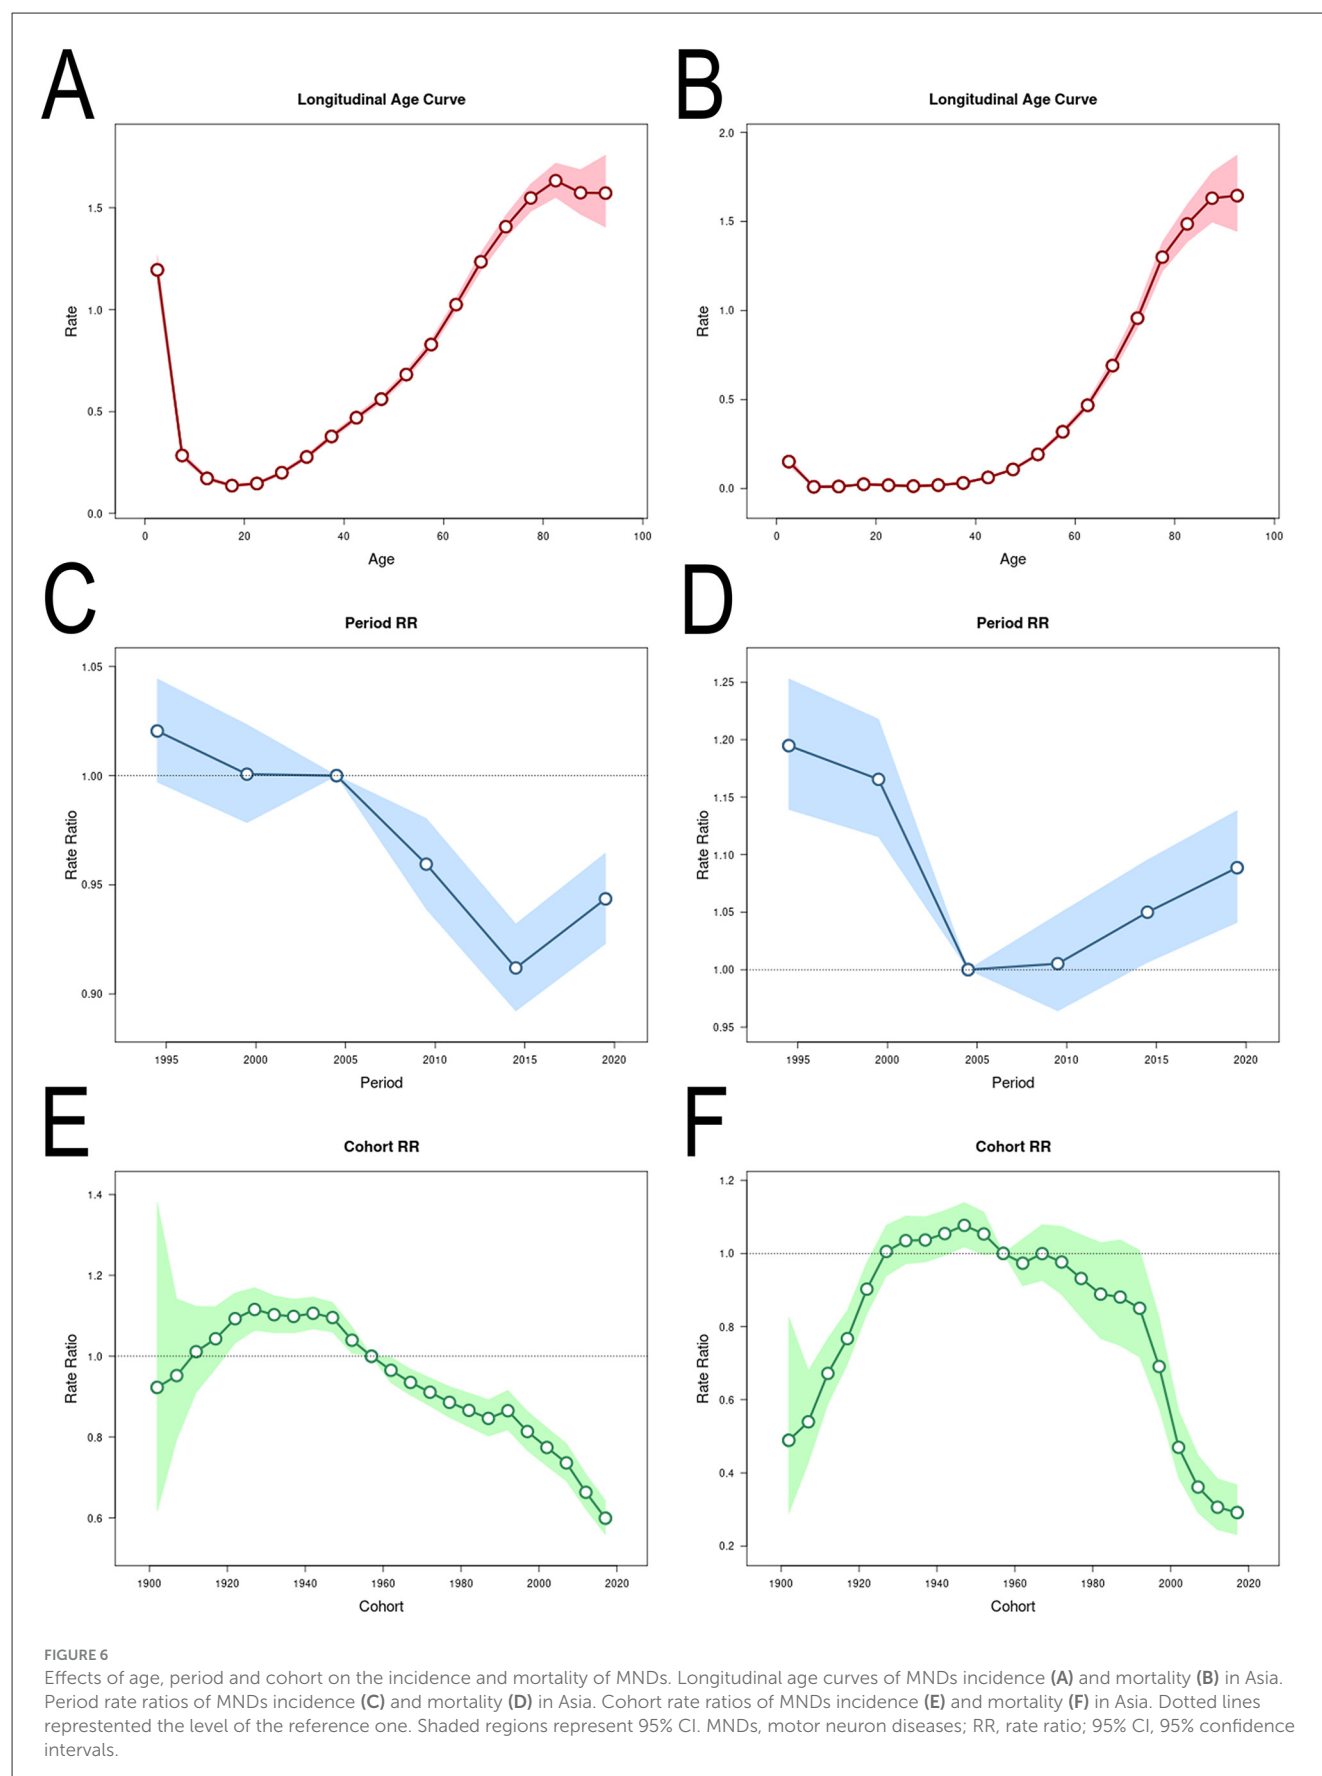 A
B
Longitudinal Age Curve
Longitudinal Age Curve
Rate
1.5
1.0
0.5
0.0
0 20 40 60 80 100
Age
Rate
2.0
1.5
1.0
0.5
0.0
0 20 40 60 80 100
Age
C
D
Period RR
Period RR
Rate Ratio
1.05
1.00
0.95
0.90
1995 2000 2005 2010 2015 2020
Period
Rate Ratio
1.25
1.20
1.15
1.10
1.05
1.00
0.95
1995 2000 2005 2010 2015 2020
Period
E
F
Cohort RR
Cohort RR
Rate Ratio
1.4
1.2
1.0
0.8
0.6
1900 1920 1940 1960 1980 2000 2020
Cohort
Rate Ratio
1.2
1.0
0.8
0.6
0.4
0.2
1900 1920 1940 1960 1980 2000 2020
Cohort
FIGURE 6
Effects of age, period and cohort on the incidence and mortality of MNDs. Longitudinal age curves of MNDs incidence (A) and mortality (B) in Asia.
Period rate ratios of MNDs incidence (C) and mortality (D) in Asia. Cohort rate ratios of MNDs incidence (E) and mortality (F) in Asia. Dotted lines
represtented the level of the reference one. Shaded regions represent 95% CI. MNDs, motor neuron diseases; RR, rate ratio; 95% CI, 95% confidence
intervals.